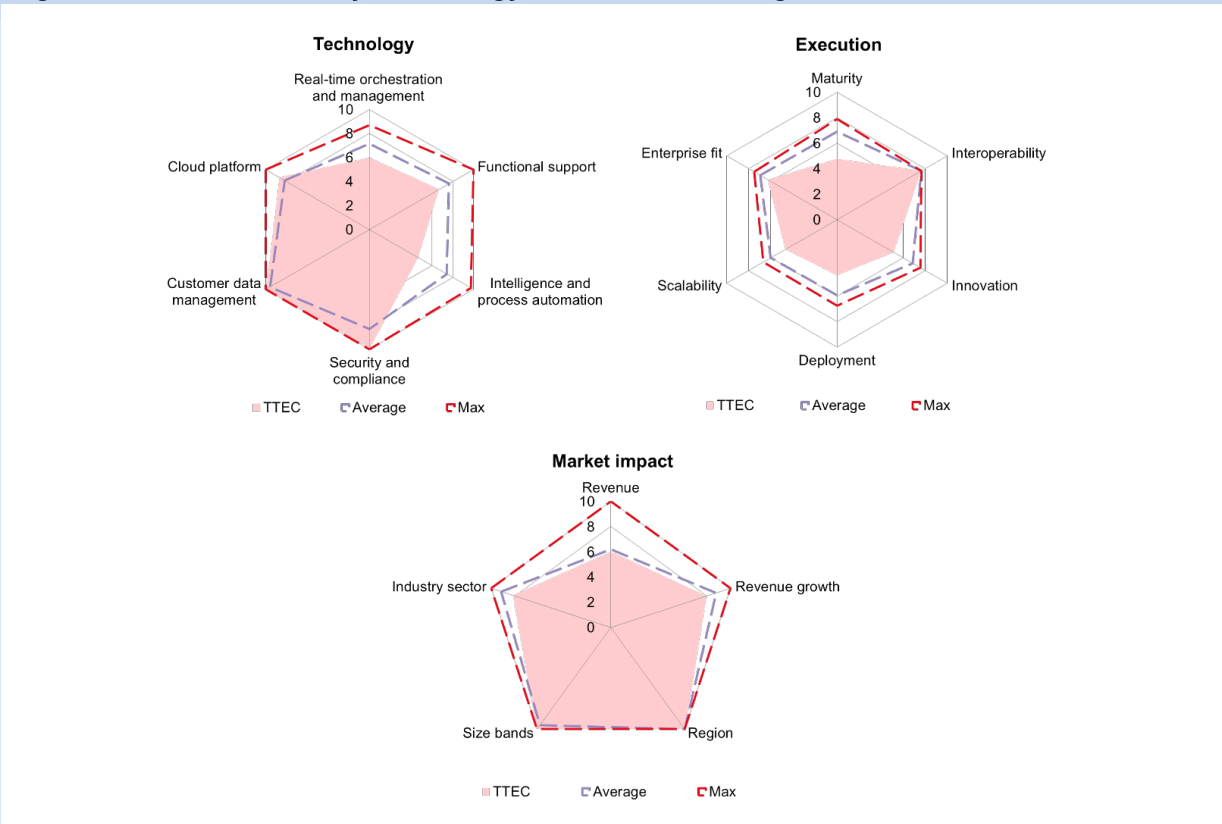 Technology
Real-time orchestration
and management
10
8
6
4
2
0
Cloud platform
Functional support
Customer data
management
Intelligence and
process automation
Security and
compliance
TTEC
Average
Max
Execution
Maturity
10
8
6
4
2
0
Enterprise fit
Interoperability
Scalability
Innovation
Deployment
TTEC
Average
Max
Market impact
Revenue
10
8
6
4
2
0
Industry sector
Revenue growth
Size bands
Region
TTEC
Average
Max